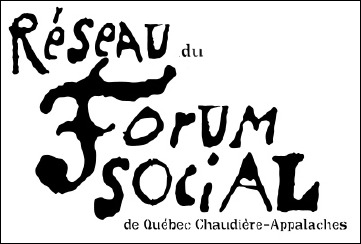 RÉSEAU du
FORUM
SOCIAL
de Québec Chaudière-Appalaches